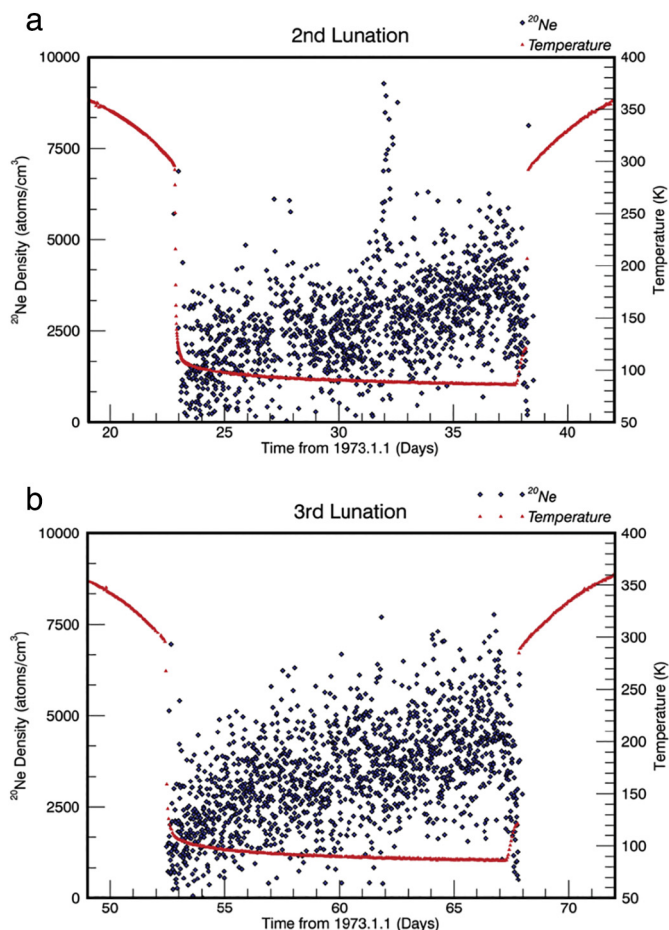 a
2nd Lunation
²⁰Ne
Temperature
10000
7500
5000
2500
0
²⁰Ne Density (atoms/cm³)
400
350
300
250
200
150
100
50
Temperature (K)
20 25 30 35 40
Time from 1973.1.1 (Days)
b
3rd Lunation
²⁰Ne
Temperature
10000
7500
5000
2500
0
²⁰Ne Density (atoms/cm³)
400
350
300
250
200
150
100
50
Temperature (K)
50 55 60 65 70
Time from 1973.1.1 (Days)